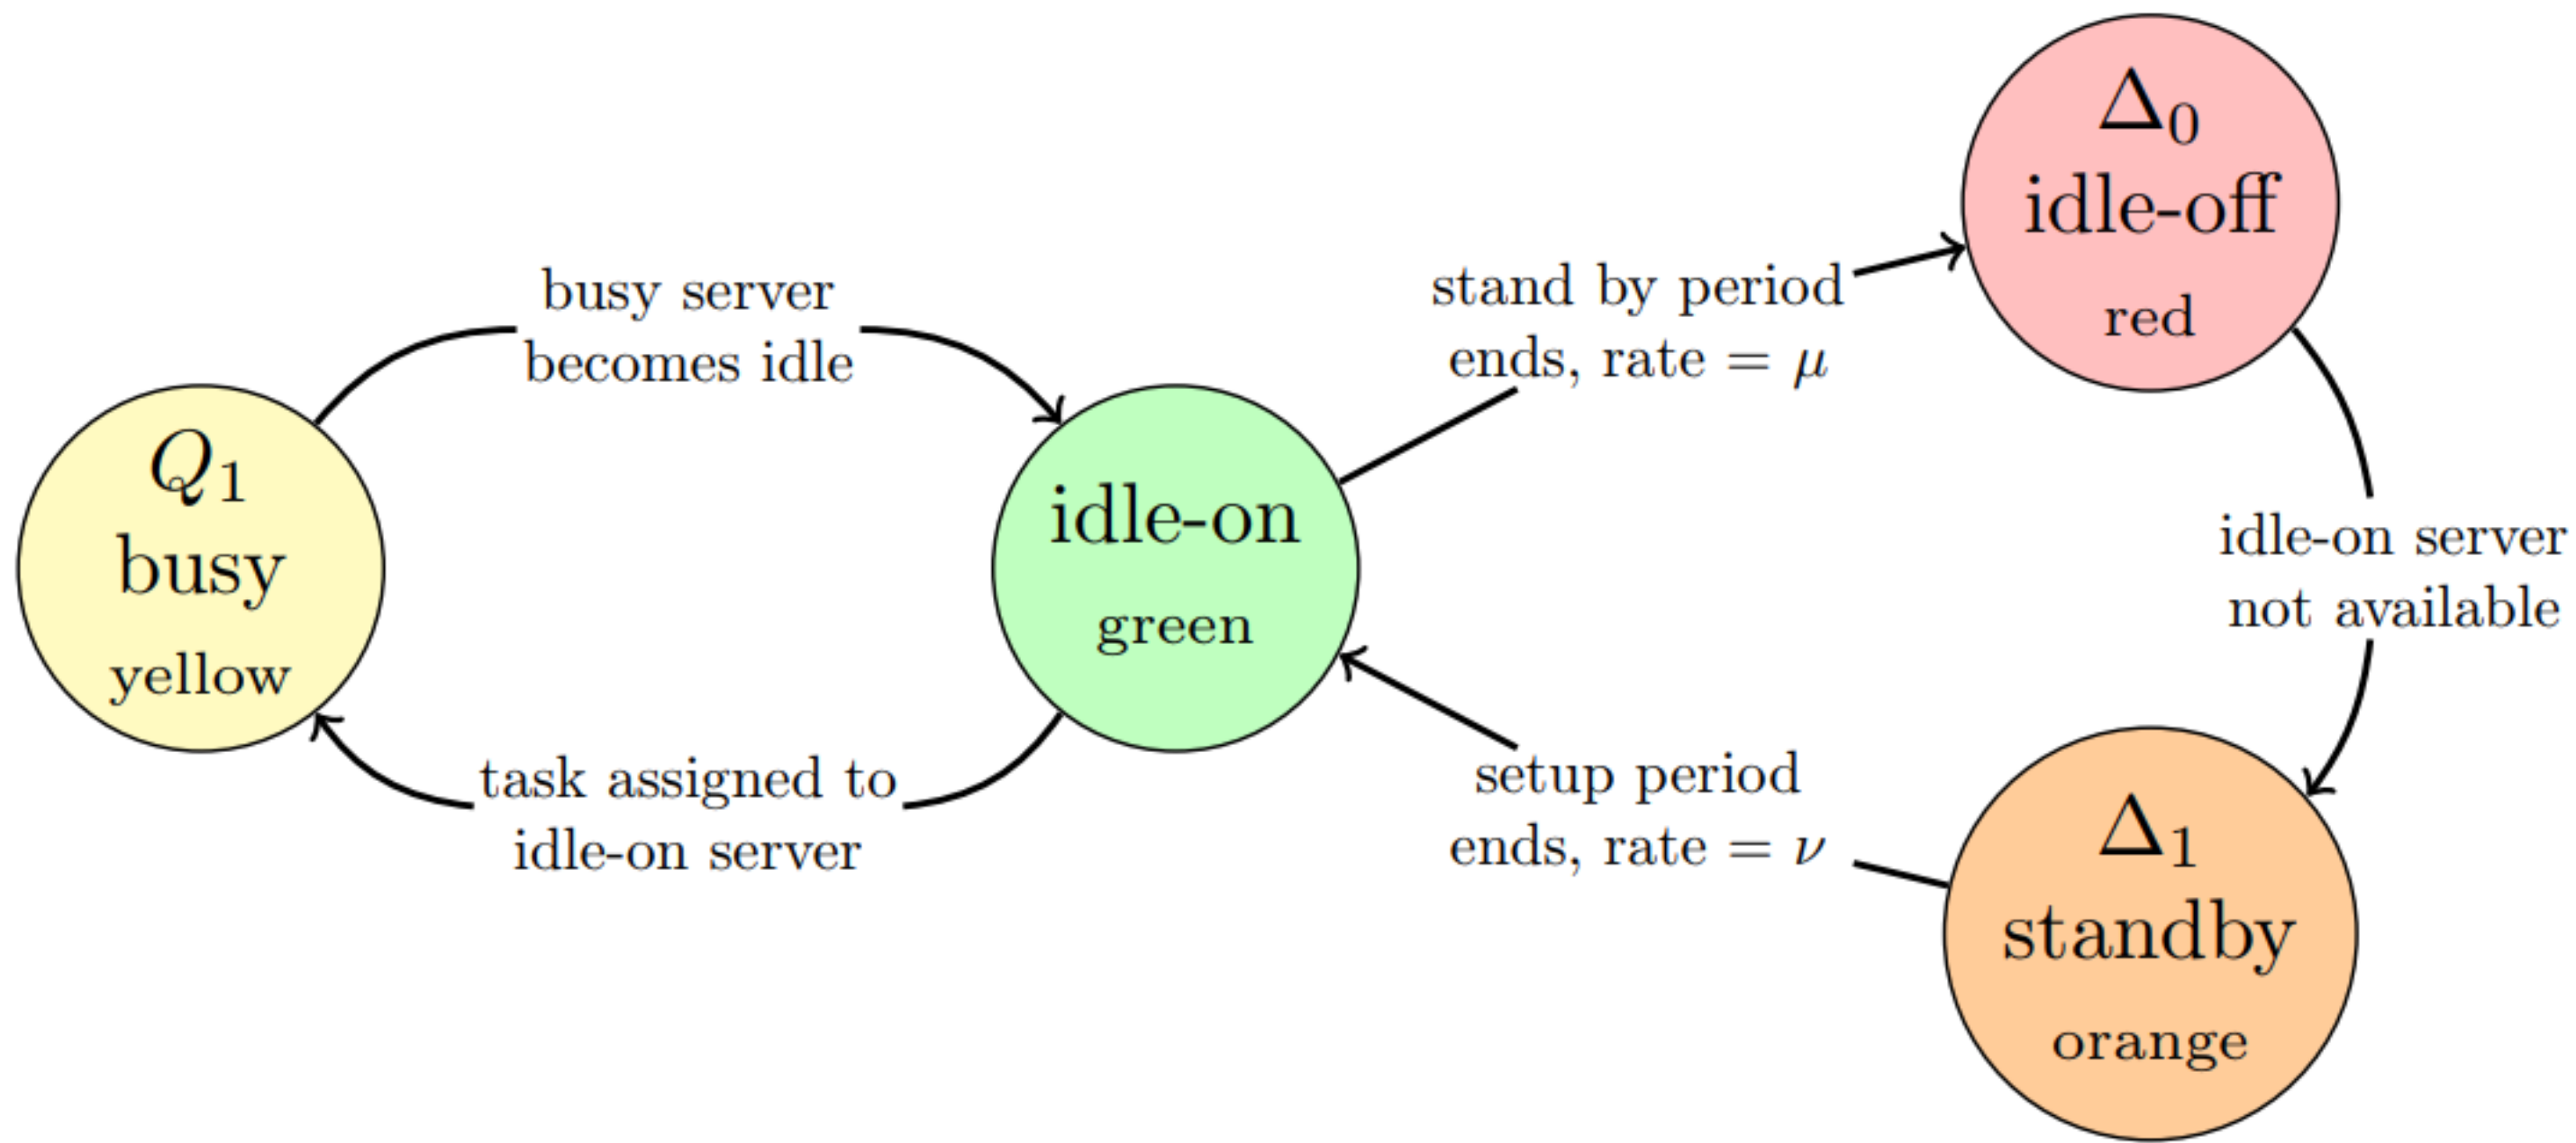 Q₁
busy
yellow
busy server
becomes idle
task assigned to
idle-on server
idle-on
green
stand by period
ends, rate = μ
setup period
ends, rate = ν
Δ₀
idle-off
red
idle-on server
not available
Δ₁
standby
orange